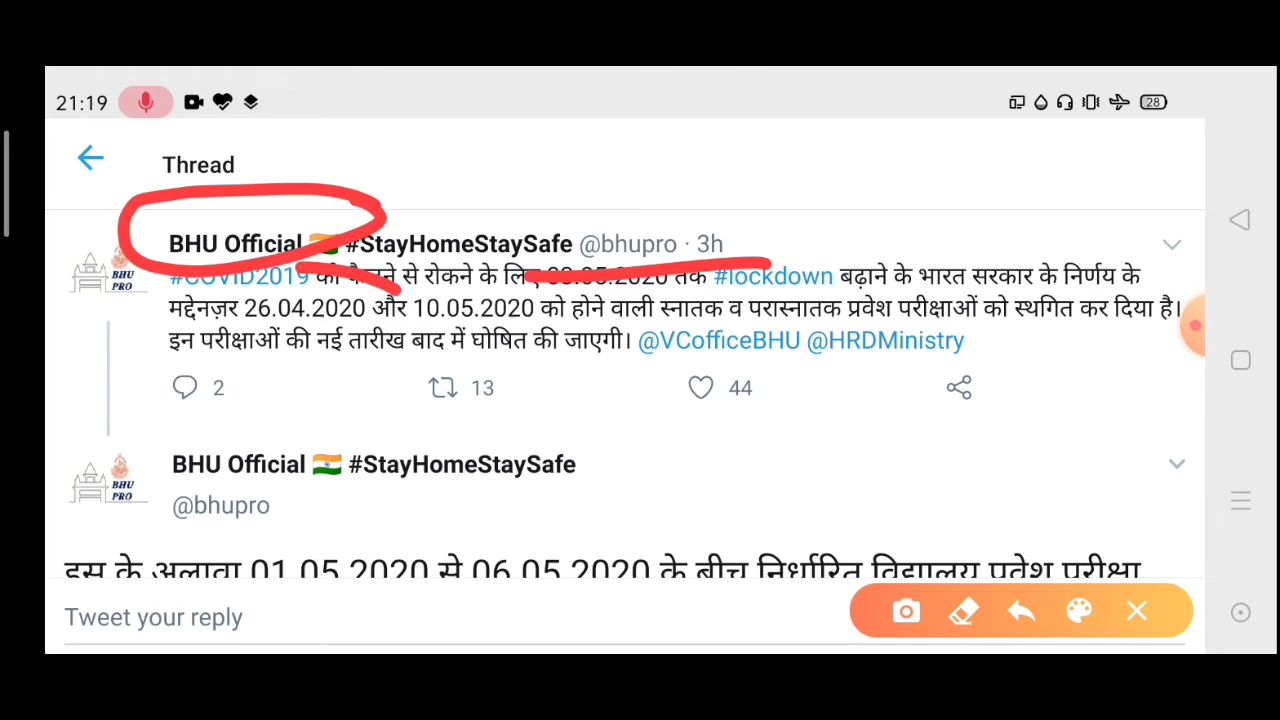 21:19
28
Thread
BHU Official 🇮🇳 #StayHomeStaySafe @bhupro · 3h
BHU
PRO
#COVID2019 को फैलने से रोकने के लिए 03.05.2020 तक #lockdown बढ़ाने के भारत सरकार के निर्णय के
मद्देनज़र 26.04.2020 और 10.05.2020 को होने वाली स्नातक व परास्नातक प्रवेश परीक्षाओं को स्थगित कर दिया है।
इन परीक्षाओं की नई तारीख बाद में घोषित की जाएगी। @VCofficeBHU @HRDMinistry
2 13 44
BHU Official 🇮🇳 #StayHomeStaySafe
BHU
PRO
@bhupro
इस के अलावा 01.05.2020 से 06.05.2020 के बीच निर्धारित विद्यालय प्रवेश परीक्षा
Tweet your reply